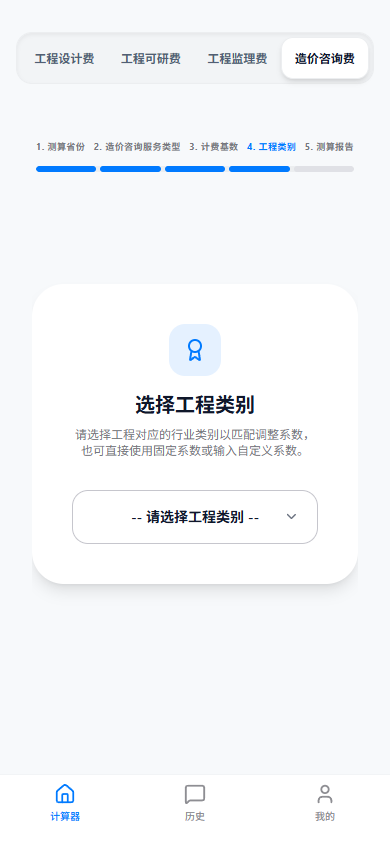 工程设计费 工程可研费 工程监理费 造价咨询费
1. 测算省份 2. 造价咨询服务类型 3. 计费基数 4. 工程类别 5. 测算报告
选择工程类别
请选择工程对应的行业类别以匹配调整系数，
也可直接使用固定系数或输入自定义系数。
-- 请选择工程类别 --
计算器 历史 我的